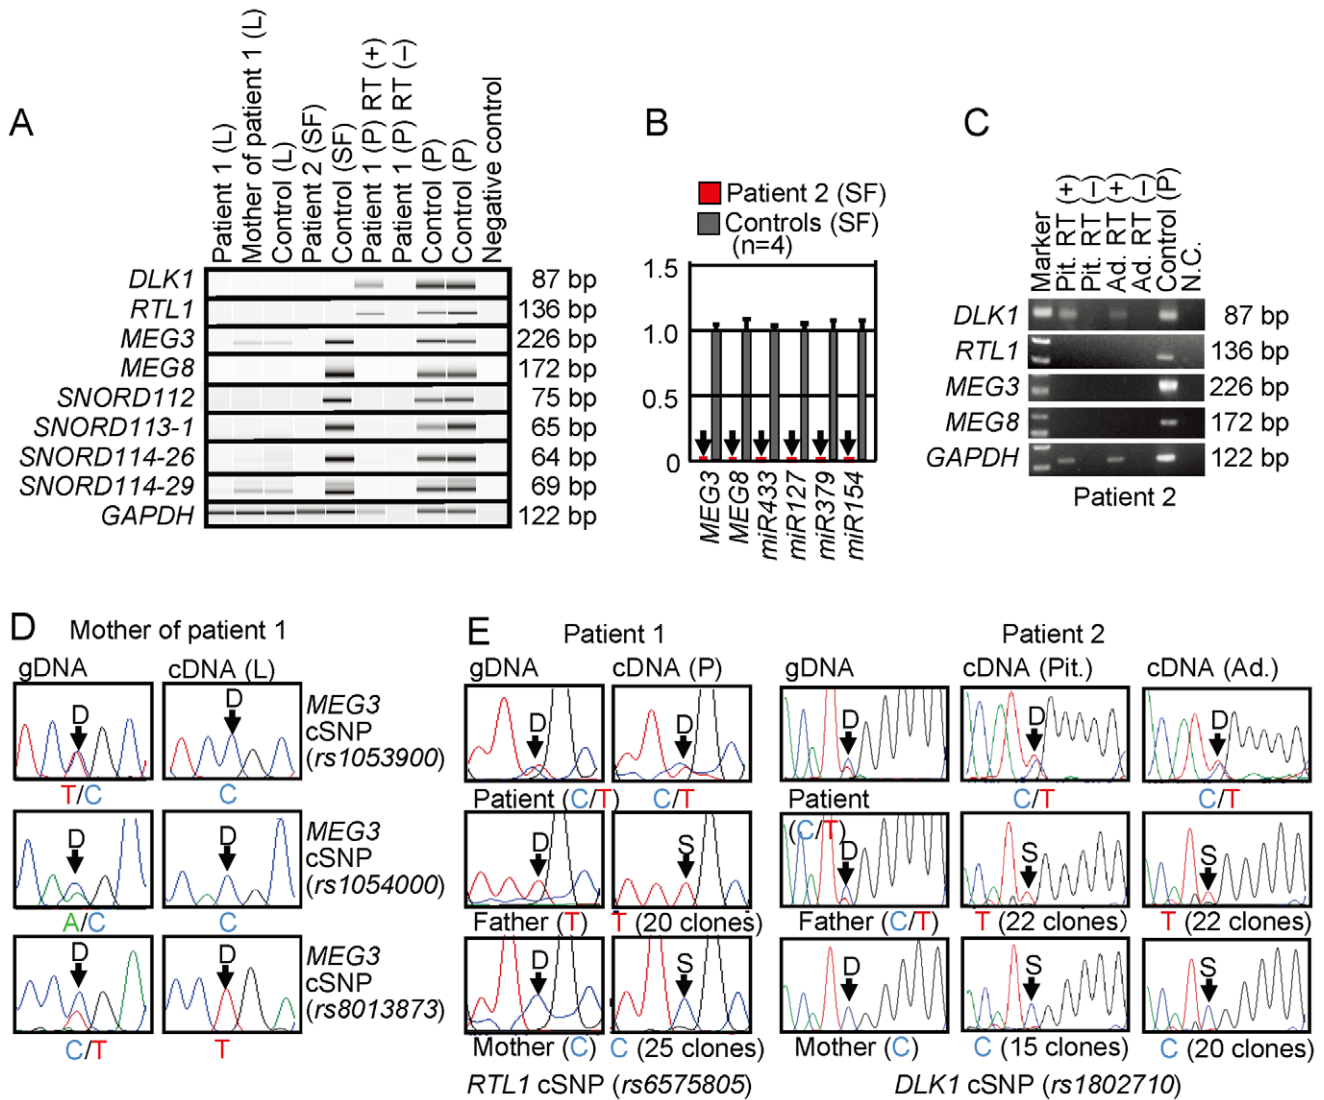 A
Patient 1 (L)
Mother of patient 1 (L)
Control (L)
Patient 2 (SF)
Control (SF)
Patient 1 (P) RT (+)
Patient 1 (P) RT (−)
Control (P)
Control (P)
Negative control
DLK1 87 bp
RTL1 136 bp
MEG3 226 bp
MEG8 172 bp
SNORD112 75 bp
SNORD113-1 65 bp
SNORD114-26 64 bp
SNORD114-29 69 bp
GAPDH 122 bp
B
Patient 2 (SF)
Controls (SF)
(n=4)
1.5
1.0
0.5
0
MEG3
MEG8
miR433
miR127
miR379
miR154
C
Marker
Pit. RT (+)
Pit. RT (−)
Ad. RT (+)
Ad. RT (−)
Control (P)
N.C.
DLK1 87 bp
RTL1 136 bp
MEG3 226 bp
MEG8 172 bp
GAPDH 122 bp
Patient 2
D Mother of patient 1
gDNA cDNA (L)
D D
MEG3
cSNP
(rs1053900)
T/C C
D D
MEG3
cSNP
(rs1054000)
A/C C
D D
MEG3
cSNP
(rs8013873)
C/T T
E Patient 1 Patient 2
gDNA cDNA (P) gDNA cDNA (Pit.) cDNA (Ad.)
D D D D D
Patient (C/T) C/T Patient C/T C/T
(C/T)
D S D S S
Father (T) T (20 clones) Father (C/T) T (22 clones) T (22 clones)
D S D S S
Mother (C) C (25 clones) Mother (C) C (15 clones) C (20 clones)
RTL1 cSNP (rs6575805) DLK1 cSNP (rs1802710)